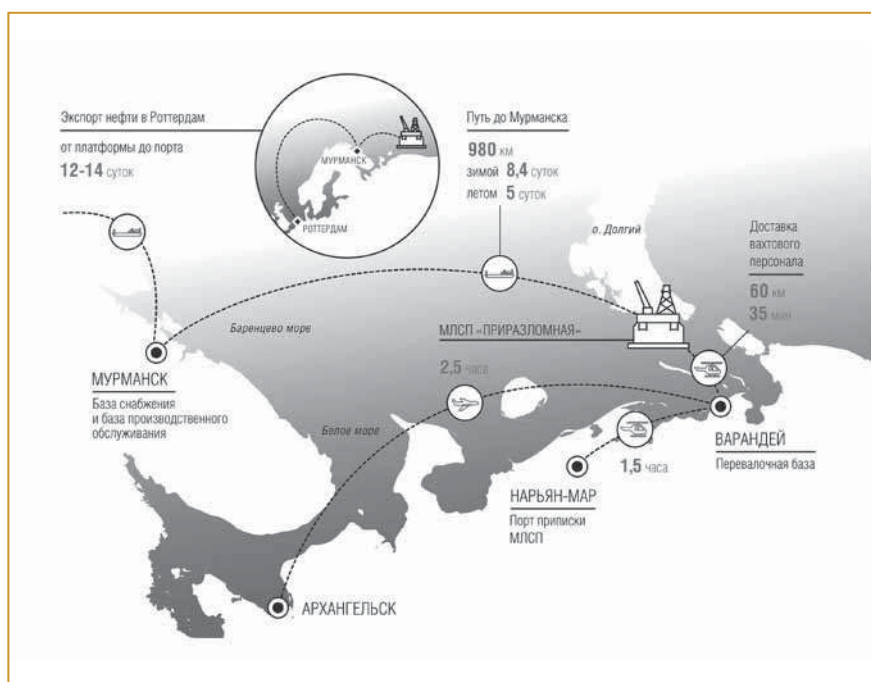 Экспорт нефти в Роттердам
от платформы до порта
12-14 суток
МУРМАНСК
РОТТЕРДАМ
Путь до Мурманска
980 км
зимой 8,4 суток
летом 5 суток
о. Долгий
Доставка
вахтового
персонала
60 км
35 мин
Баренцево море
МЛСП «ПРИРАЗЛОМНАЯ»
МУРМАНСК
База снабжения
и база производственного
обслуживания
2,5 часа
Белое море
ВАРАНДЕЙ
Перевалочная база
1,5 часа
НАРЬЯН-МАР
Порт приписки
МЛСП
АРХАНГЕЛЬСК